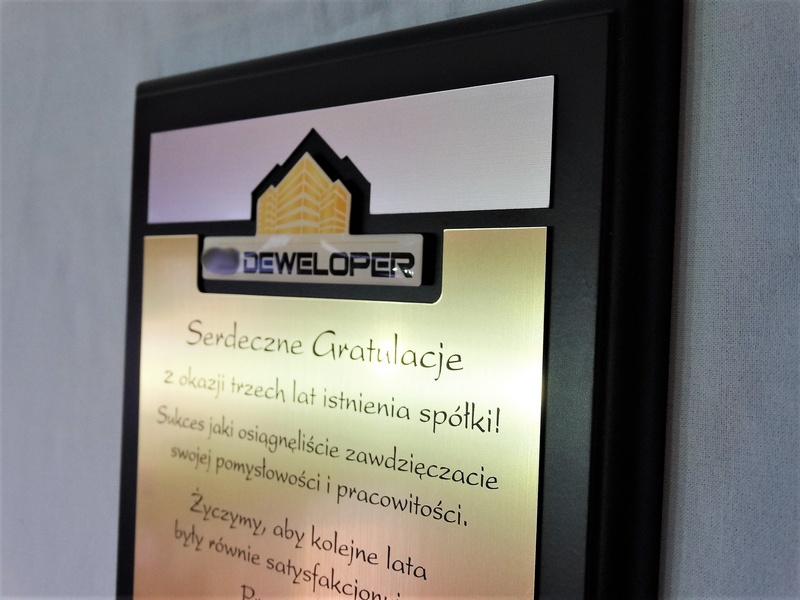 DEWELOPER
Serdeczne Gratulacje
z okazji trzech lat istnienia spółki!
Sukces jaki osiągnęliście zawdzięczacie
swojej pomysłowości i pracowitości.
Życzymy, aby kolejne lata
były równie